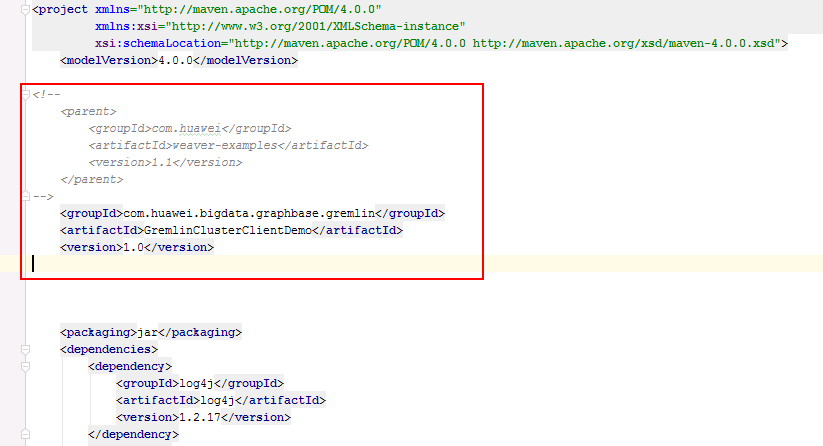 <project xmlns="http://maven.apache.org/POM/4.0.0"
xmlns:xsi="http://www.w3.org/2001/XMLSchema-instance"
xsi:schemaLocation="http://maven.apache.org/POM/4.0.0 http://maven.apache.org/xsd/maven-4.0.0.xsd">
<modelVersion>4.0.0</modelVersion>
<!--
<parent>
<groupId>com.huawei</groupId>
<artifactId>weaver-examples</artifactId>
<version>1.1</version>
</parent>
-->
<groupId>com.huawei.bigdata.graphbase.gremlin</groupId>
<artifactId>GremlinClusterClientDemo</artifactId>
<version>1.0</version>
<packaging>jar</packaging>
<dependencies>
<dependency>
<groupId>log4j</groupId>
<artifactId>log4j</artifactId>
<version>1.2.17</version>
</dependency>